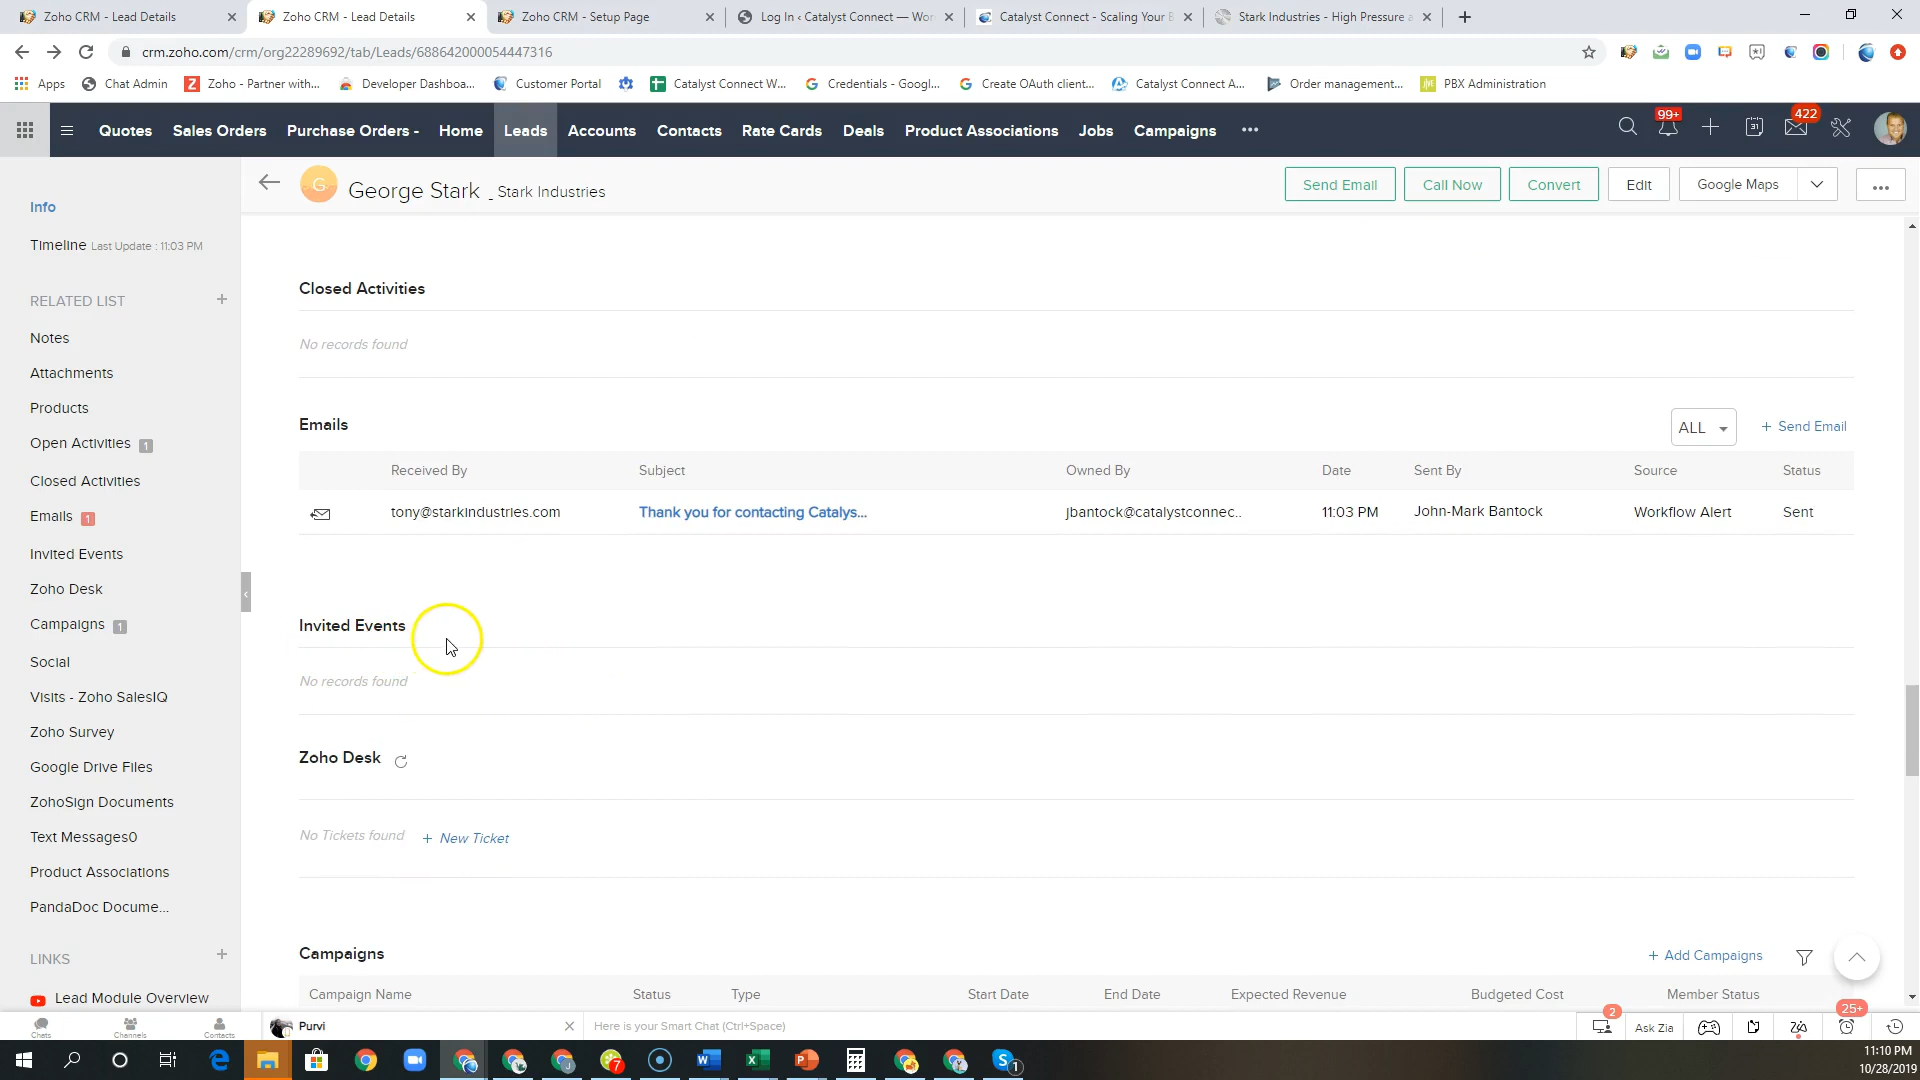 Zoho CRM - Lead Details
Zoho CRM - Lead Details
Zoho CRM - Setup Page
Log In ‹ Catalyst Connect — Wor
Catalyst Connect - Scaling Your B
Stark Industries - High Pressure a
crm.zoho.com/crm/org22289692/tab/Leads/688642000054447316
Apps
Chat Admin
Zoho - Partner with...
Developer Dashboa...
Customer Portal
Catalyst Connect W...
Credentials - Googl...
Create OAuth client...
Catalyst Connect A...
Order management...
PBX Administration
Quotes
Sales Orders
Purchase Orders -
Home
Leads
Accounts
Contacts
Rate Cards
Deals
Product Associations
Jobs
Campaigns
99+
31
422
G
George Stark - Stark Industries
Send Email
Call Now
Convert
Edit
Google Maps
Info
Timeline Last Update : 11:03 PM
RELATED LIST
Notes
Attachments
Products
Open Activities 1
Closed Activities
Emails 1
Invited Events
Zoho Desk
Campaigns 1
Social
Visits - Zoho SalesIQ
Zoho Survey
Google Drive Files
ZohoSign Documents
Text Messages0
Product Associations
PandaDoc Docume...
LINKS
Lead Module Overview
Closed Activities
No records found
Emails
ALL
+ Send Email
Received By Subject Owned By Date Sent By Source Status
tony@starkindustries.com Thank you for contacting Catalys... jbantock@catalystconnec.. 11:03 PM John-Mark Bantock Workflow Alert Sent
Invited Events
No records found
Zoho Desk
No Tickets found + New Ticket
Campaigns
+ Add Campaigns
Campaign Name Status Type Start Date End Date Expected Revenue Budgeted Cost Member Status
Chats
Channels
Contacts
Purvi
Here is your Smart Chat (Ctrl+Space)
2
Ask Zia
25+
7
1
11:10 PM
10/28/2019